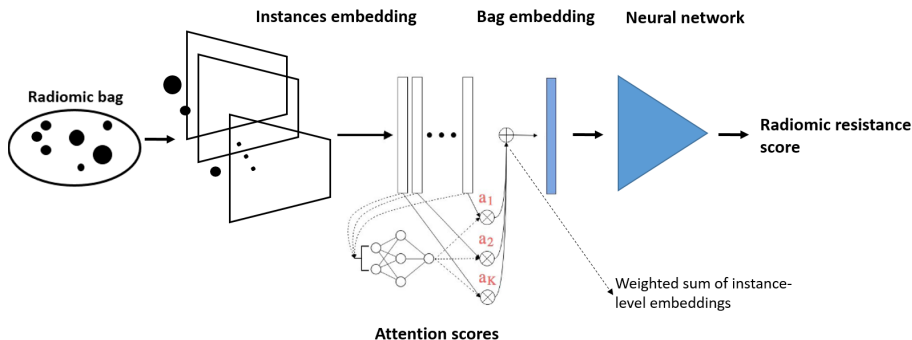 Instances embedding
Bag embedding
Neural network
Radiomic bag
Radiomic resistance
score
a1
a2
aK
Weighted sum of instance-
level embeddings
Attention scores